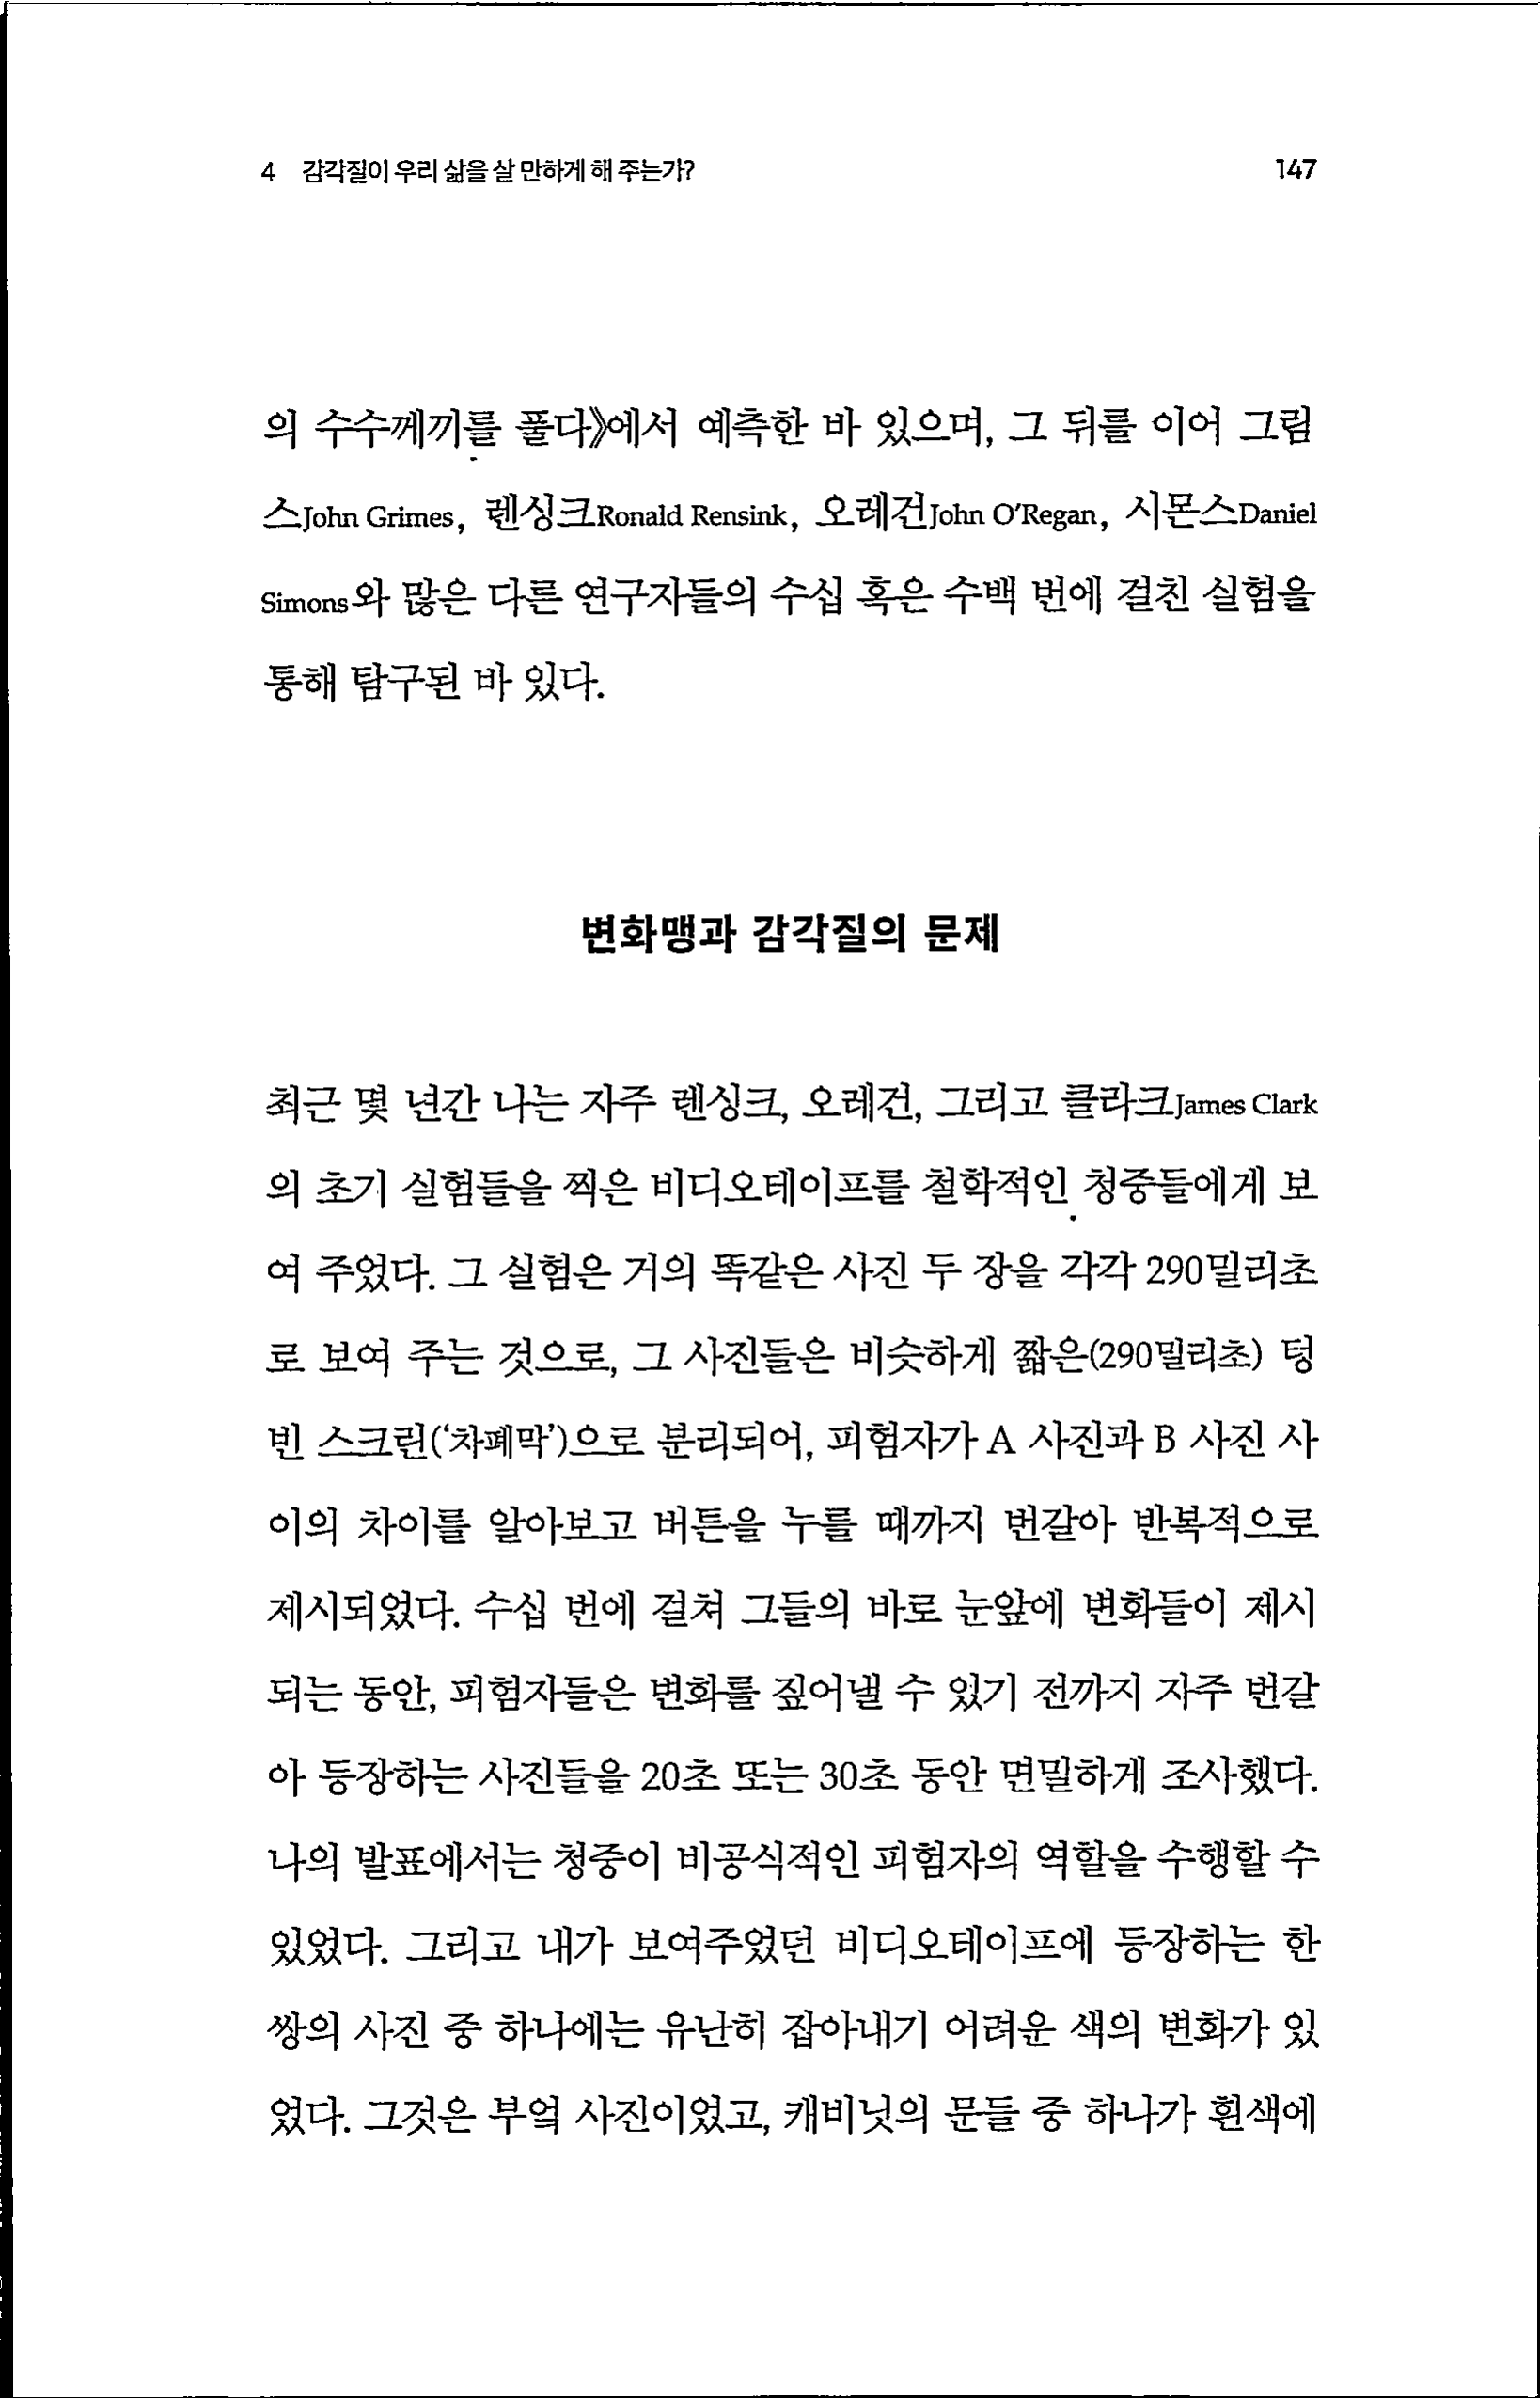 4 감각질이 우리 삶을 살 만하게 해 주는가? 147
의 수수께끼를 풀다》에서 예측한 바 있으며, 그 뒤를 이어 그림
스John Grimes, 렌싱크Ronald Rensink, 오레건John O'Regan, 시몬스Daniel
Simons와 많은 다른 연구자들의 수십 혹은 수백 번에 걸친 실험을
통해 탐구된 바 있다.
변화맹과 감각질의 문제
최근 몇 년간 나는 자주 렌싱크, 오레건, 그리고 클라크James Clark
의 초기 실험들을 찍은 비디오테이프를 철학적인 청중들에게 보
여 주었다. 그 실험은 거의 똑같은 사진 두 장을 각각 290밀리초
로 보여 주는 것으로, 그 사진들은 비슷하게 짧은(290밀리초) 텅
빈 스크린(‘차폐막’)으로 분리되어, 피험자가 A 사진과 B 사진 사
이의 차이를 알아보고 버튼을 누를 때까지 번갈아 반복적으로
제시되었다. 수십 번에 걸쳐 그들의 바로 눈앞에 변화들이 제시
되는 동안, 피험자들은 변화를 짚어낼 수 있기 전까지 자주 번갈
아 등장하는 사진들을 20초 또는 30초 동안 면밀하게 조사했다.
나의 발표에서는 청중이 비공식적인 피험자의 역할을 수행할 수
있었다. 그리고 내가 보여주었던 비디오테이프에 등장하는 한
쌍의 사진 중 하나에는 유난히 잡아내기 어려운 색의 변화가 있
었다. 그것은 부엌 사진이었고, 캐비닛의 문들 중 하나가 흰색에